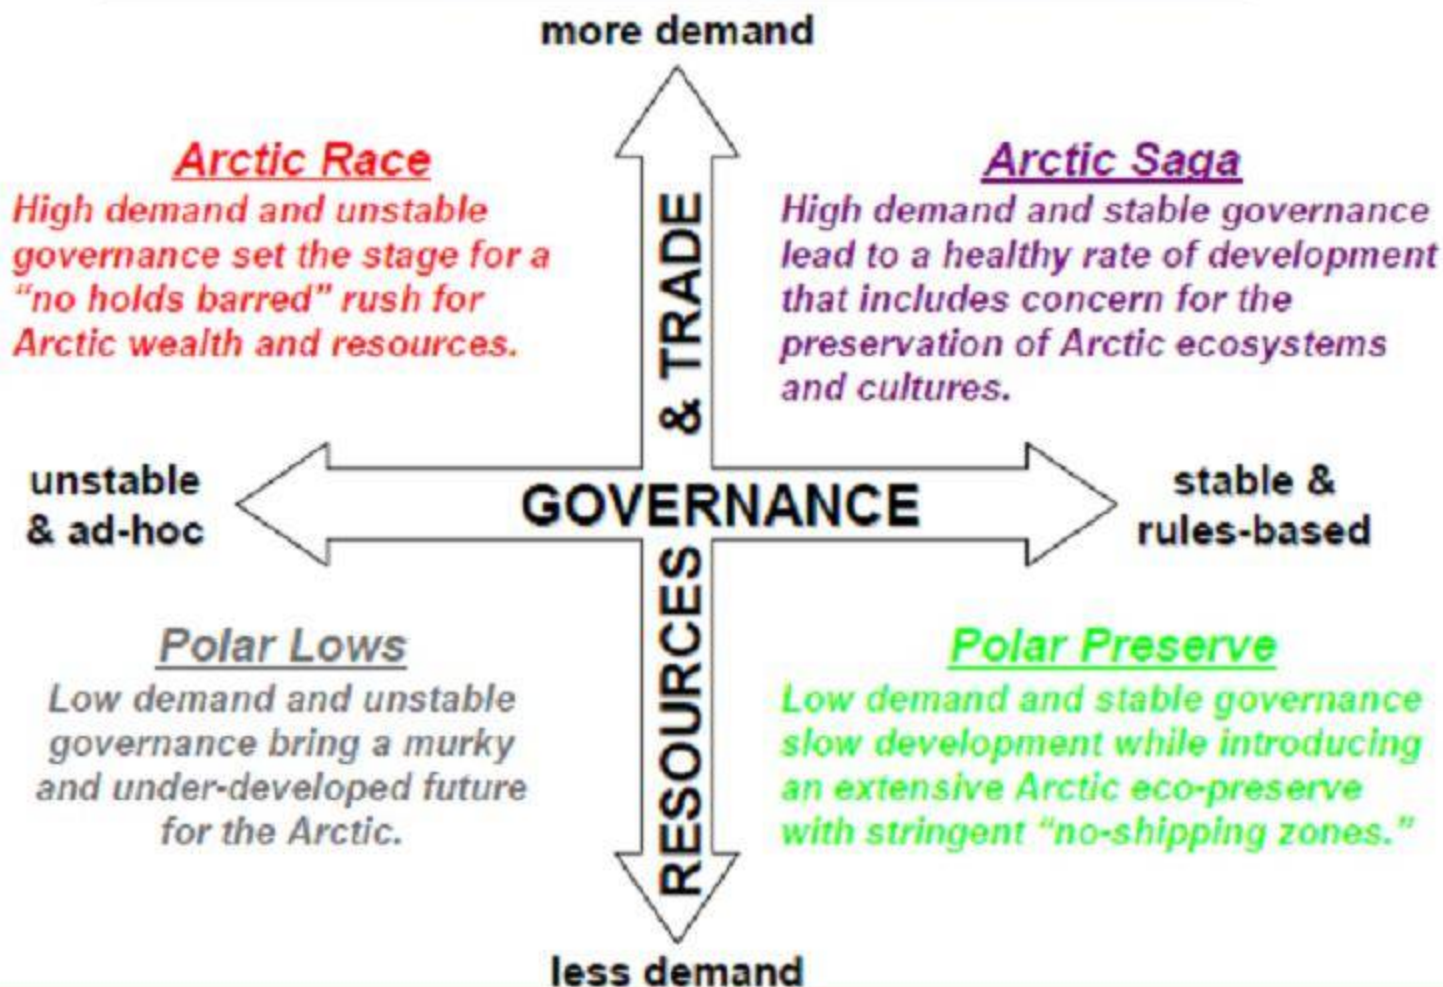 more demand
Arctic Race
High demand and unstable
governance set the stage for a
“no holds barred” rush for
Arctic wealth and resources.
Arctic Saga
High demand and stable governance
lead to a healthy rate of development
that includes concern for the
preservation of Arctic ecosystems
and cultures.
unstable
& ad-hoc
GOVERNANCE
RESOURCES & TRADE
stable &
rules-based
Polar Lows
Low demand and unstable
governance bring a murky
and under-developed future
for the Arctic.
Polar Preserve
Low demand and stable governance
slow development while introducing
an extensive Arctic eco-preserve
with stringent “no-shipping zones.”
less demand